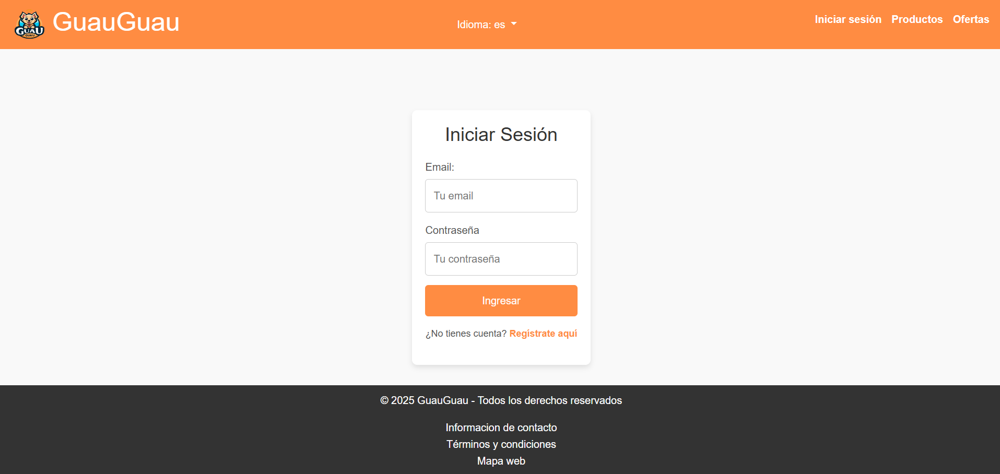 GUAU
GUAU
GuauGuau
Idioma: es
Iniciar sesión Productos Ofertas
Iniciar Sesión
Email:
Tu email
Contraseña
Tu contraseña
Ingresar
¿No tienes cuenta? Regístrate aquí
© 2025 GuauGuau - Todos los derechos reservados
Informacion de contacto
Términos y condiciones
Mapa web